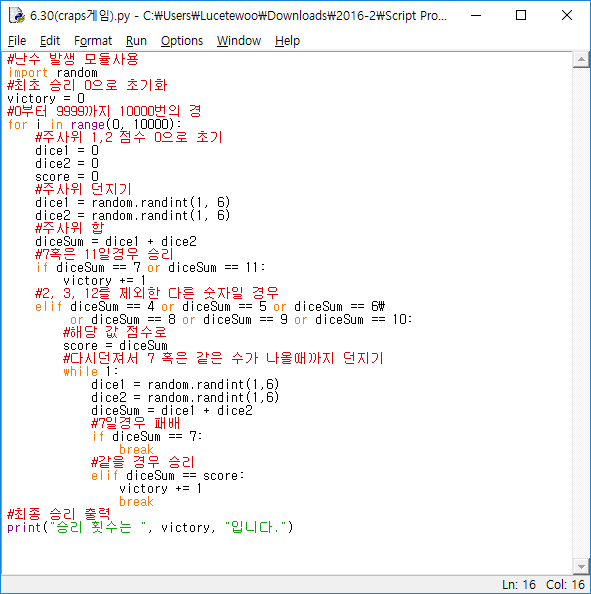 6.30(craps게임).py - C:₩Users₩Lucetewoo₩Downloads₩2016-2₩Script Pro...
File Edit Format Run Options Window Help
#난수 발생 모듈사용
import random
#최초 승리 0으로 초기화
victory = 0
#0부터 9999까지 10000번의 경
for i in range(0, 10000):
    #주사위 1,2 점수 0으로 초기
    dice1 = 0
    dice2 = 0
    score = 0
    #주사위 던지기
    dice1 = random.randint(1, 6)
    dice2 = random.randint(1, 6)
    #주사위 합
    diceSum = dice1 + dice2
    #7혹은 11일경우 승리
    if diceSum == 7 or diceSum == 11:
        victory += 1
    #2, 3, 12를 제외한 다른 숫자일 경우
    elif diceSum == 4 or diceSum == 5 or diceSum == 6₩
         or diceSum == 8 or diceSum == 9 or diceSum == 10:
        #해당 값 점수로
        score = diceSum
        #다시던져서 7 혹은 같은 수가 나올때까지 던지기
        while 1:
            dice1 = random.randint(1,6)
            dice2 = random.randint(1,6)
            diceSum = dice1 + dice2
            #7일경우 패배
            if diceSum == 7:
                break
            #같을 경우 승리
            elif diceSum == score:
                victory += 1
                break
#최종 승리 출력
print("승리 횟수는 ", victory, "입니다.")
Ln: 16 Col: 26